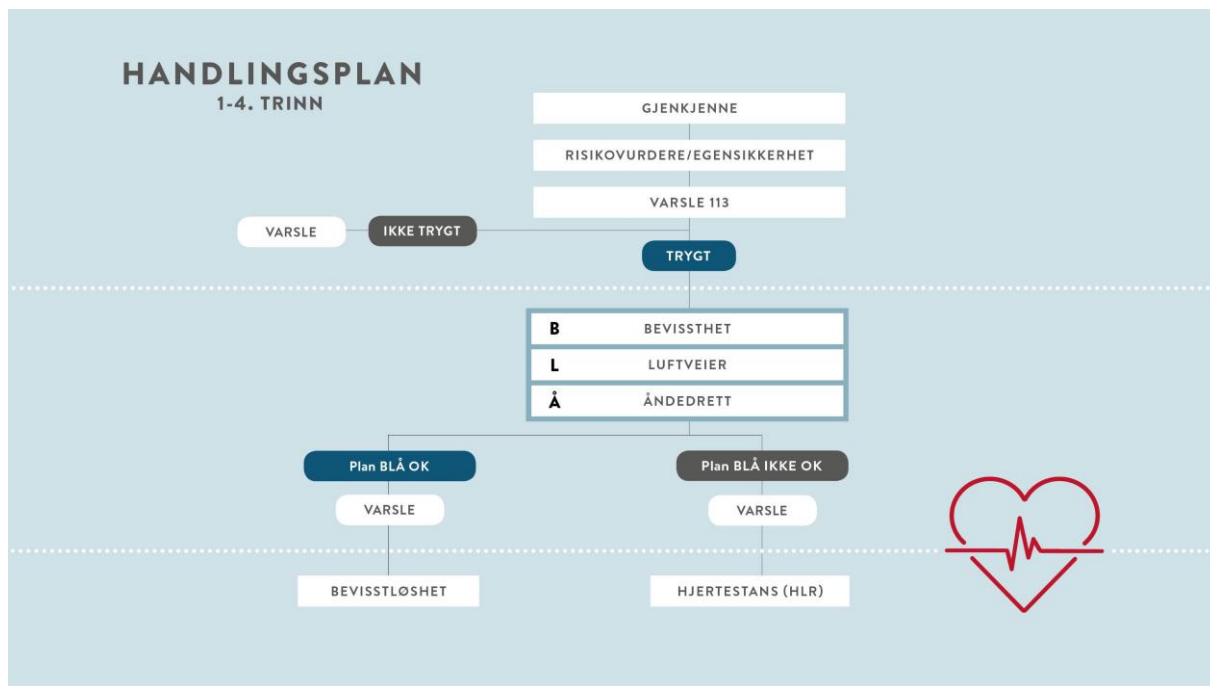 HANDLINGSPLAN
1-4. TRINN
GJENKJENNE
RISIKOVURDERE/EGENSIKKERHET
VARSLE 113
VARSLE
IKKE TRYGT
TRYGT
B BEVISSTHET
L LUFTVEIER
Å ÅNDEDRETT
Plan BLÅ OK
Plan BLÅ IKKE OK
VARSLE
VARSLE
BEVISSTLØSHET
HJERTESTANS (HLR)